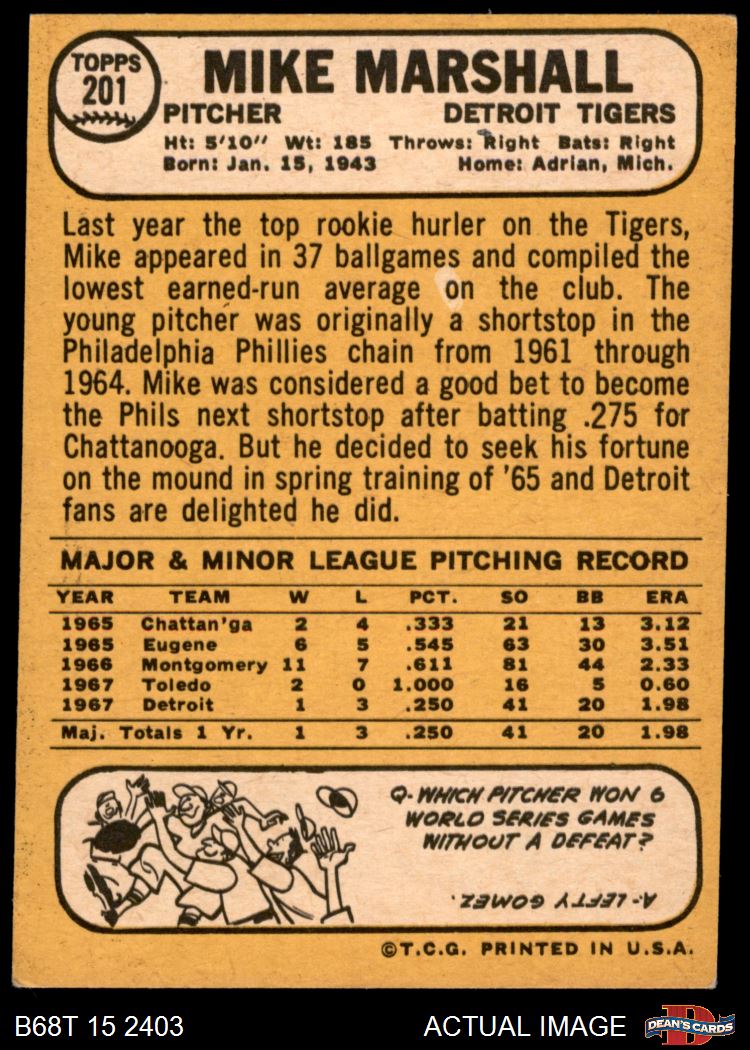 TOPPS
201
MIKE MARSHALL
PITCHER DETROIT TIGERS
Ht: 5'10" Wt: 185 Throws: Right Bats: Right
Born: Jan. 15, 1943 Home: Adrian, Mich.
Last year the top rookie hurler on the Tigers,
Mike appeared in 37 ballgames and compiled the
lowest earned-run average on the club. The
young pitcher was originally a shortstop in the
Philadelphia Phillies chain from 1961 through
1964. Mike was considered a good bet to become
the Phils next shortstop after batting .275 for
Chattanooga. But he decided to seek his fortune
on the mound in spring training of '65 and Detroit
fans are delighted he did.
MAJOR & MINOR LEAGUE PITCHING RECORD
YEAR TEAM W L PCT. SO BB ERA
1965 Chattan'ga 2 4 .333 21 13 3.12
1965 Eugene 6 5 .545 63 30 3.51
1966 Montgomery 11 7 .611 81 44 2.33
1967 Toledo 2 0 1.000 16 5 0.60
1967 Detroit 1 3 .250 41 20 1.98
Maj. Totals 1 Yr. 1 3 .250 41 20 1.98
Q- WHICH PITCHER WON 6
WORLD SERIES GAMES
WITHOUT A DEFEAT?
A- LEFTY GOMEZ.
©T.C.G. PRINTED IN U.S.A.
B68T 15 2403 ACTUAL IMAGE DEAN'S CARDS